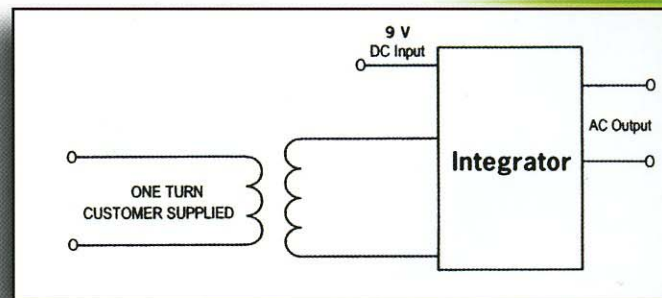 9 V
DC Input
Integrator
AC Output
ONE TURN
CUSTOMER SUPPLIED